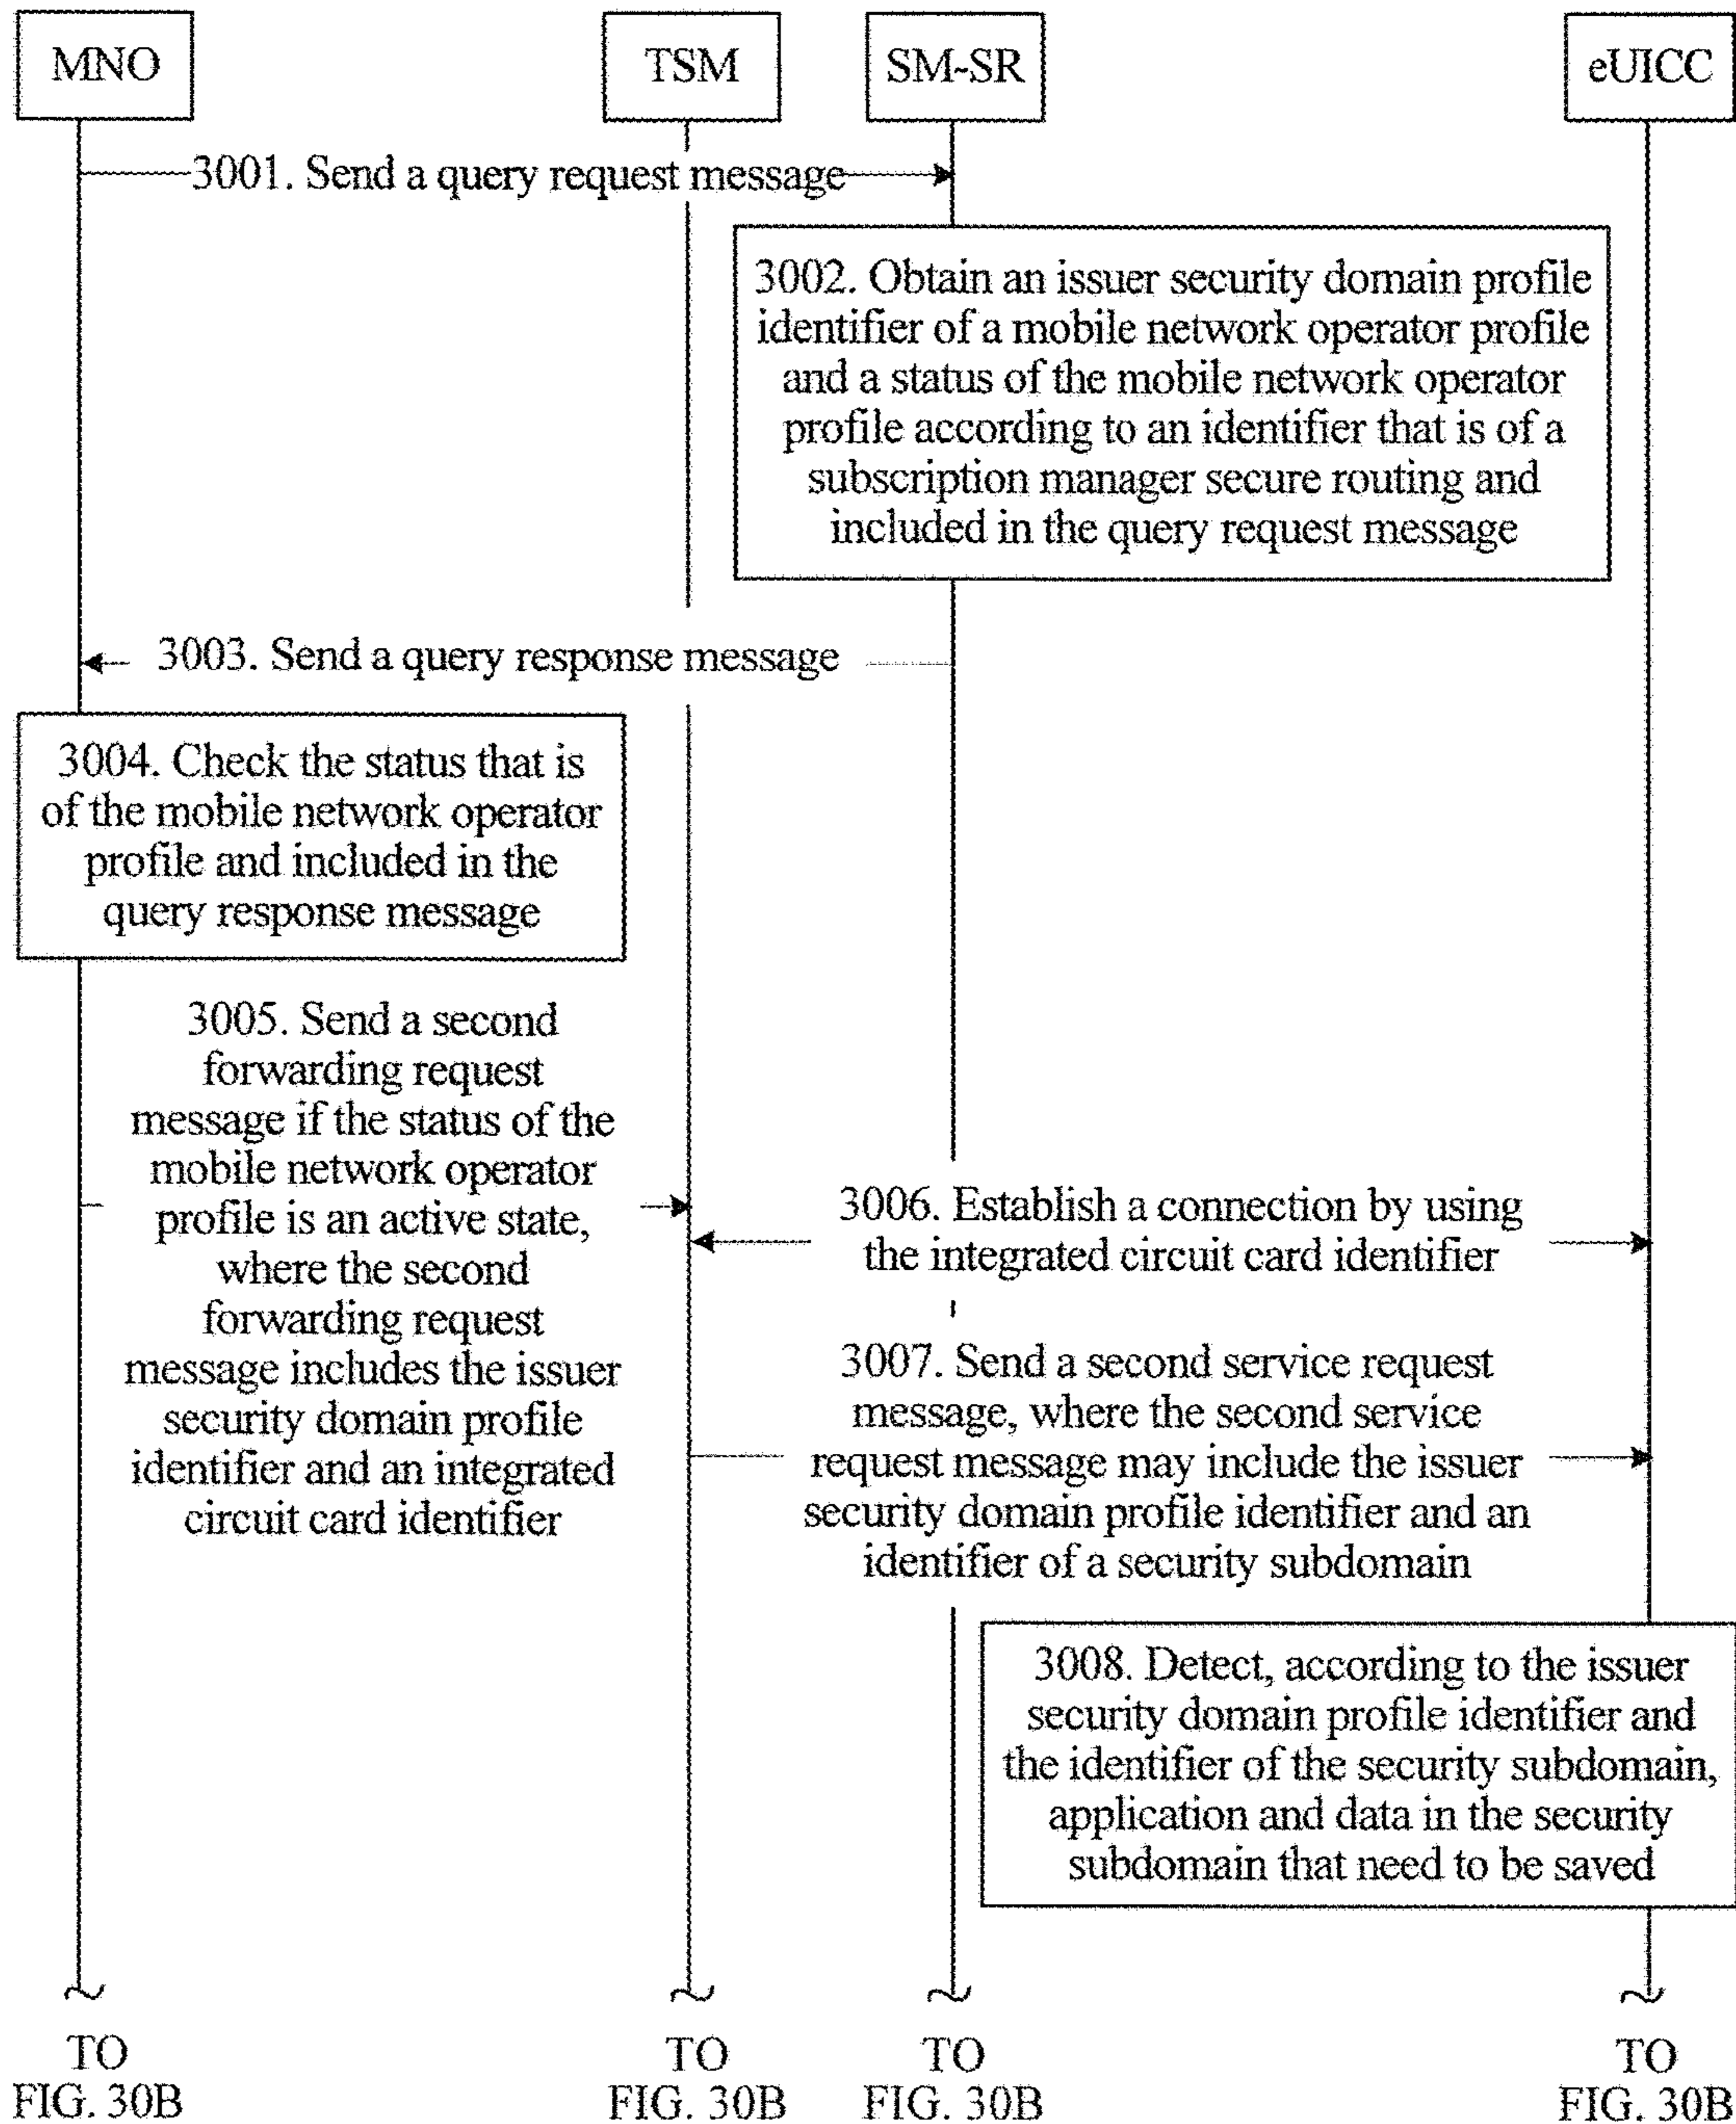 MNO
TSM
SM-SR
eUICC
3001. Send a query request message
3002. Obtain an issuer security domain profile
identifier of a mobile network operator profile
and a status of the mobile network operator
profile according to an identifier that is of a
subscription manager secure routing and
included in the query request message
3003. Send a query response message
3004. Check the status that is
of the mobile network operator
profile and included in the
query response message
3005. Send a second
forwarding request
message if the status of the
mobile network operator
profile is an active state,
where the second
forwarding request
message includes the issuer
security domain profile
identifier and an integrated
circuit card identifier
3006. Establish a connection by using
the integrated circuit card identifier
3007. Send a second service request
message, where the second service
request message may include the issuer
security domain profile identifier and an
identifier of a security subdomain
3008. Detect, according to the issuer
security domain profile identifier and
the identifier of the security subdomain,
application and data in the security
subdomain that need to be saved
TO
FIG. 30B
TO
FIG. 30B
TO
FIG. 30B
TO
FIG. 30B